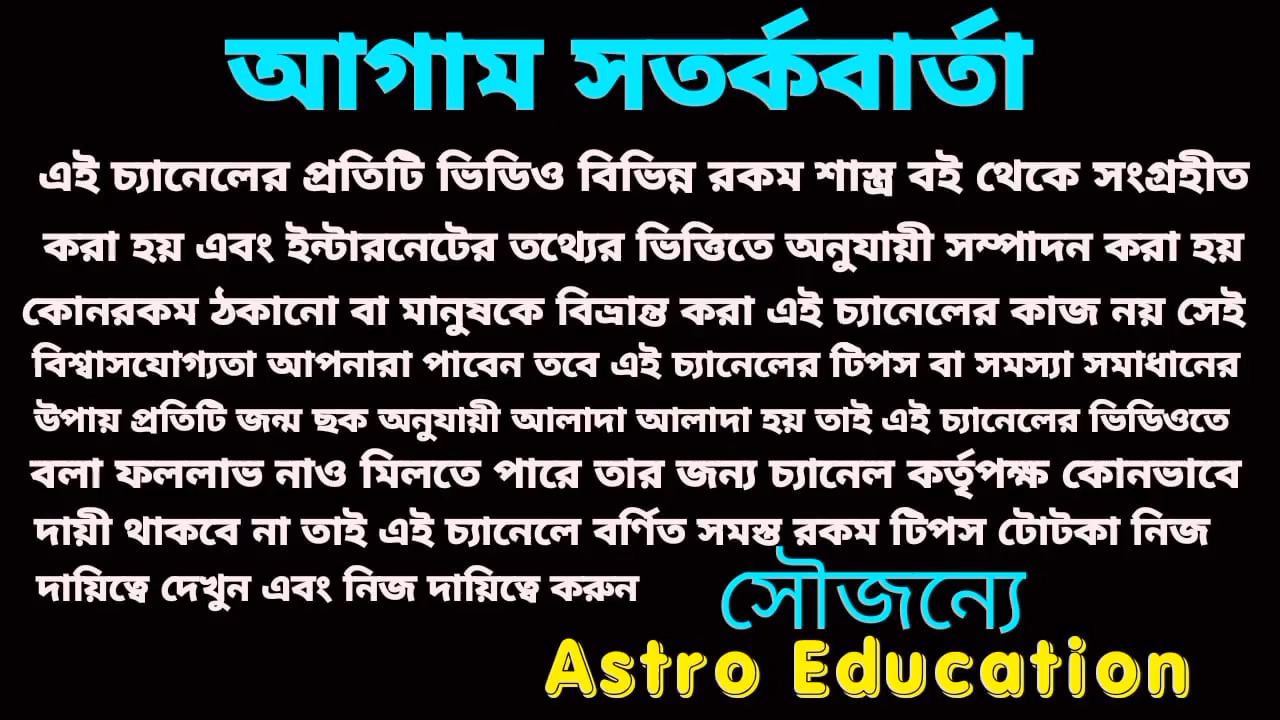 আগাম সতর্কবার্তা
এই চ্যানেলের প্রতিটি ভিডিও বিভিন্ন রকম শাস্ত্র বই থেকে সংগ্রহীত
করা হয় এবং ইন্টারনেটের তথ্যের ভিত্তিতে অনুযায়ী সম্পাদন করা হয়
কোনরকম ঠকানো বা মানুষকে বিভ্রান্ত করা এই চ্যানেলের কাজ নয় সেই
বিশ্বাসযোগ্যতা আপনারা পাবেন তবে এই চ্যানেলের টিপস বা সমস্যা সমাধানের
উপায় প্রতিটি জন্ম ছক অনুযায়ী আলাদা আলাদা হয় তাই এই চ্যানেলের ভিডিওতে
বলা ফললাভ নাও মিলতে পারে তার জন্য চ্যানেল কর্তৃপক্ষ কোনভাবে
দায়ী থাকবে না তাই এই চ্যানেলে বর্ণিত সমস্ত রকম টিপস টোটকা নিজ
দায়িত্বে দেখুন এবং নিজ দায়িত্বে করুন
সৌজন্যে
Astro Education